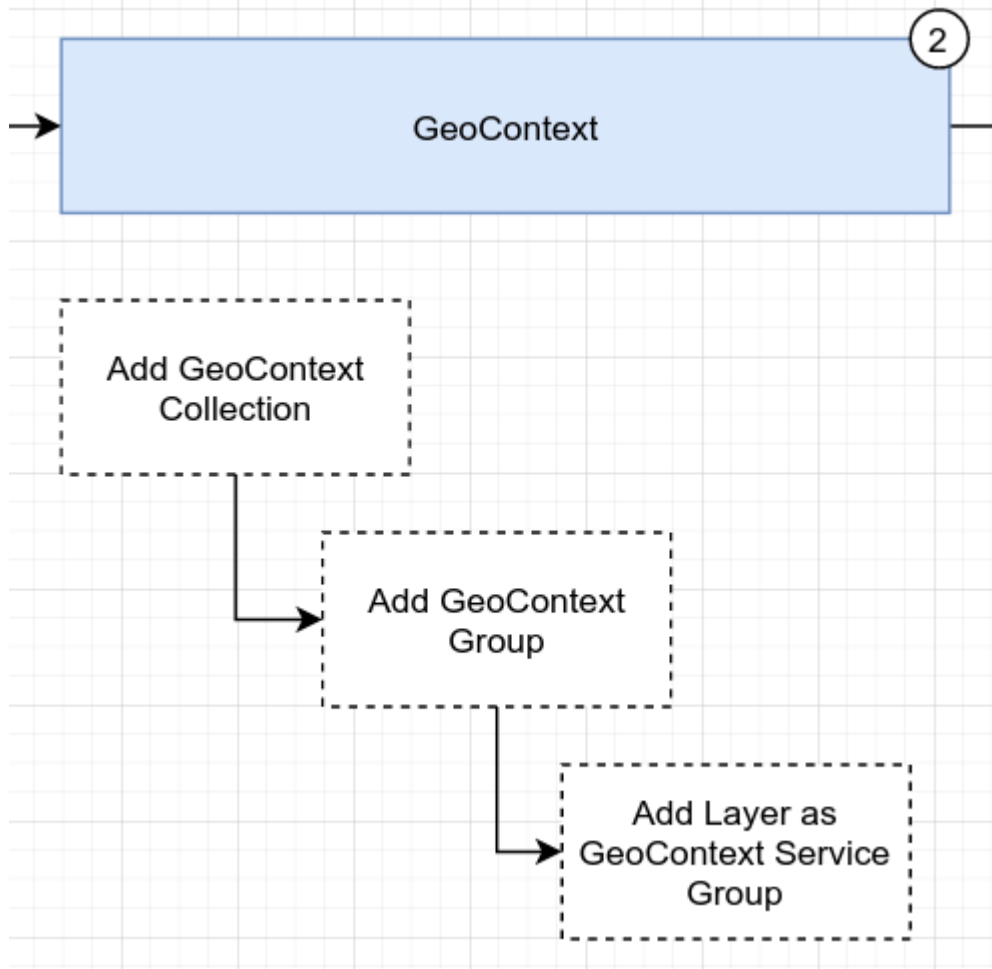 2
GeoContext
Add GeoContext
Collection
Add GeoContext
Group
Add Layer as
GeoContext Service
Group